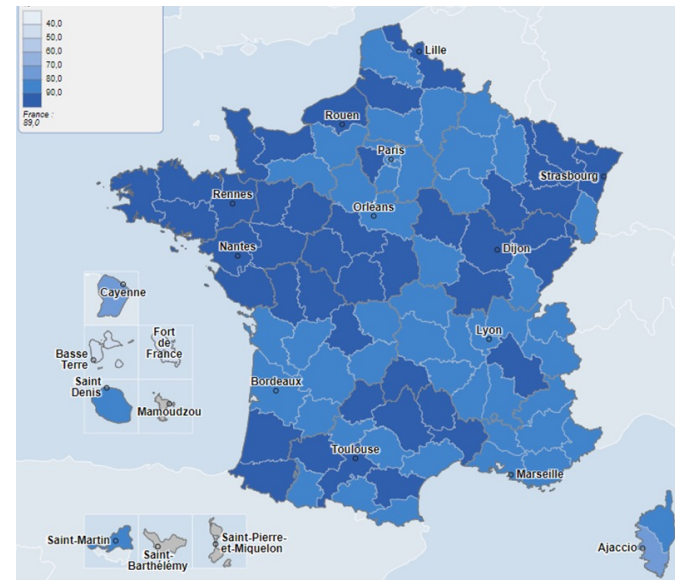 40,0
50,0
60,0
70,0
80,0
90,0
France :
89,0
Lille
Rouen
Paris
Strasbourg
Rennes
Orléans
Nantes
Dijon
Cayenne
Fort
de
France
Basse
Terre
Lyon
Saint
Denis
Bordeaux
Mamoudzou
Toulouse
Marseille
Saint-Martin
Saint-
Barthélémy
Saint-Pierre-
et-Miquelon
Ajaccio